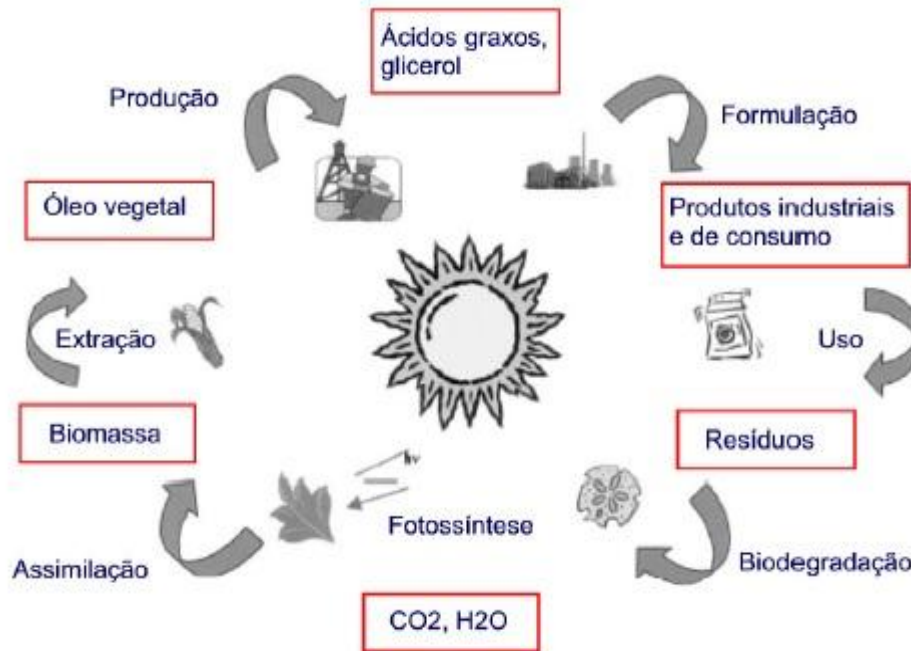 Ácidos graxos,
glicerol
Produção
Formulação
Óleo vegetal
Produtos industriais
e de consumo
Extração
Uso
Biomassa
Resíduos
hν
Fotossíntese
Assimilação
Biodegradação
CO2, H2O